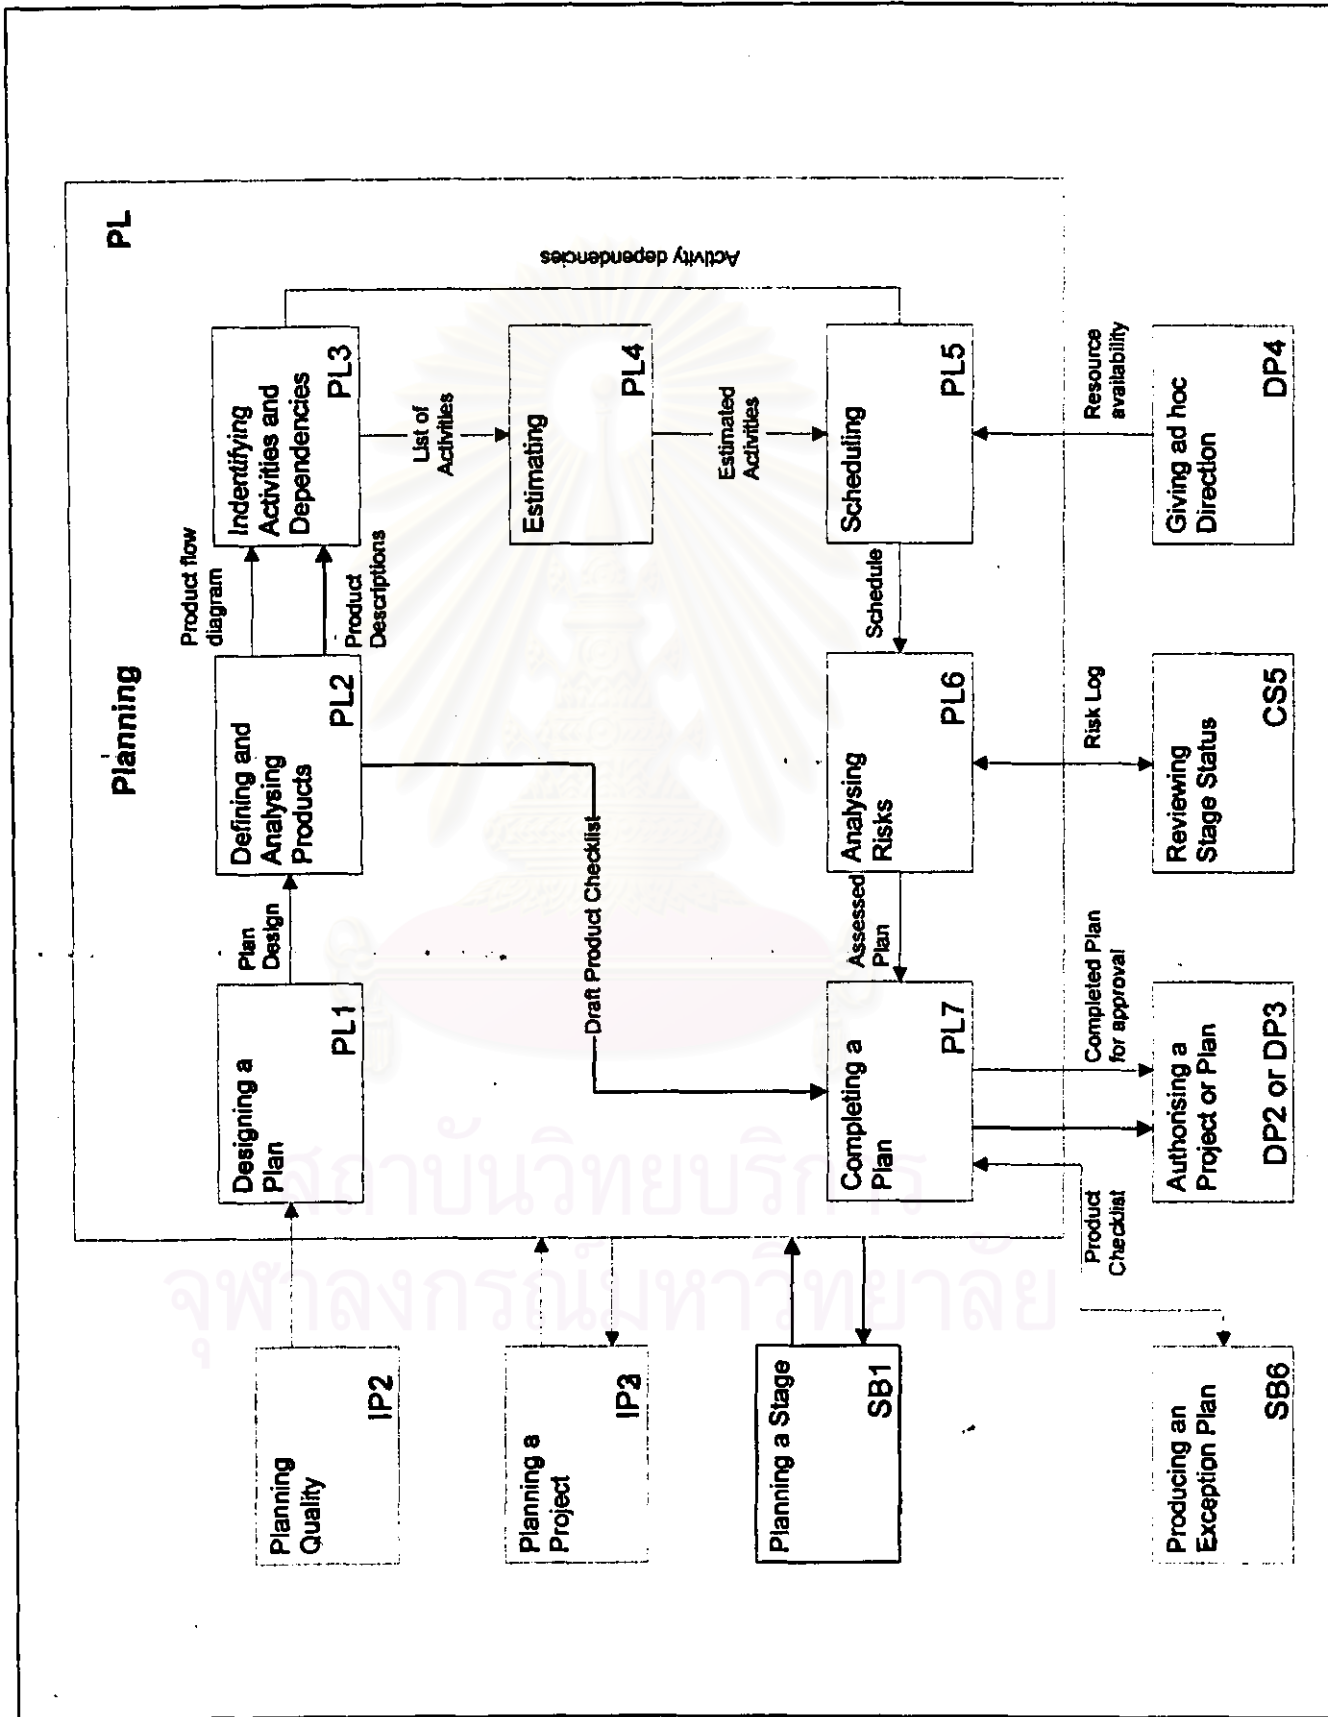 Planning
PL
Designing a
Plan
PL1
Plan
Design
Defining and
Analysing
Products
PL2
Product flow
diagram
Product
Descriptions
Indentifying
Activities and
Dependencies
PL3
List of
Activities
Activity dependencies
Estimating
PL4
Estimated
Activities
Draft Product Checklist
Completing a
Plan
PL7
Assessed
Plan
Analysing
Risks
PL6
Schedule
Scheduling
PL5
Planning
Quality
IP2
Planning a
Project
IP3
Planning a Stage
SB1
Product
Checklist
Completed Plan
for approval
Risk Log
Resource
availability
Producing an
Exception Plan
SB6
Authorising a
Project or Plan
DP2 or DP3
Reviewing
Stage Status
CS5
Giving ad hoc
Direction
DP4
สถาบันวิทยบริการ
จุฬาลงกรณ์มหาวิทยาลัย